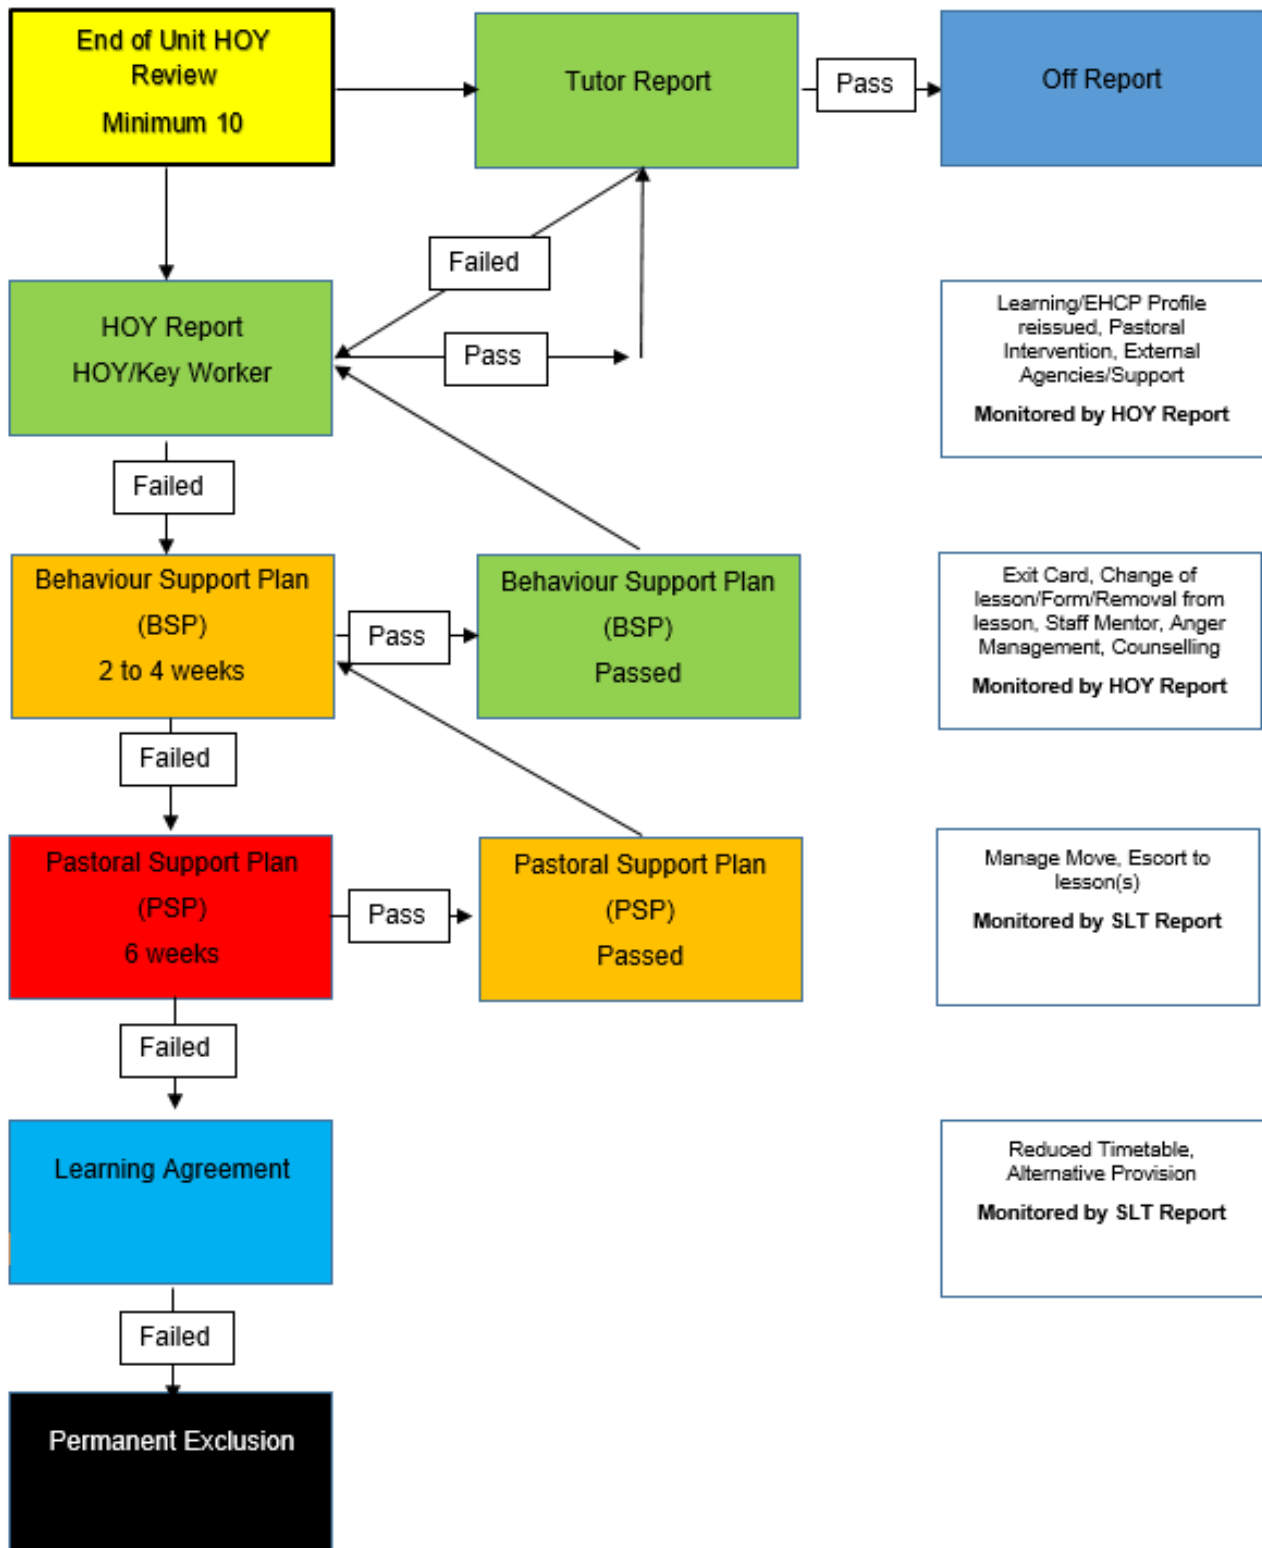 End of Unit HOY
Review
Minimum 10
Tutor Report
Pass
Off Report
Failed
HOY Report
HOY/Key Worker
Pass
Learning/EHCP Profile
reissued, Pastoral
Intervention, External
Agencies/Support
Monitored by HOY Report
Failed
Behaviour Support Plan
(BSP)
2 to 4 weeks
Pass
Behaviour Support Plan
(BSP)
Passed
Exit Card, Change of
lesson/Form/Removal from
lesson, Staff Mentor, Anger
Management, Counselling
Monitored by HOY Report
Failed
Pastoral Support Plan
(PSP)
6 weeks
Pass
Pastoral Support Plan
(PSP)
Passed
Manage Move, Escort to
lesson(s)
Monitored by SLT Report
Failed
Learning Agreement
Reduced Timetable,
Alternative Provision
Monitored by SLT Report
Failed
Permanent Exclusion